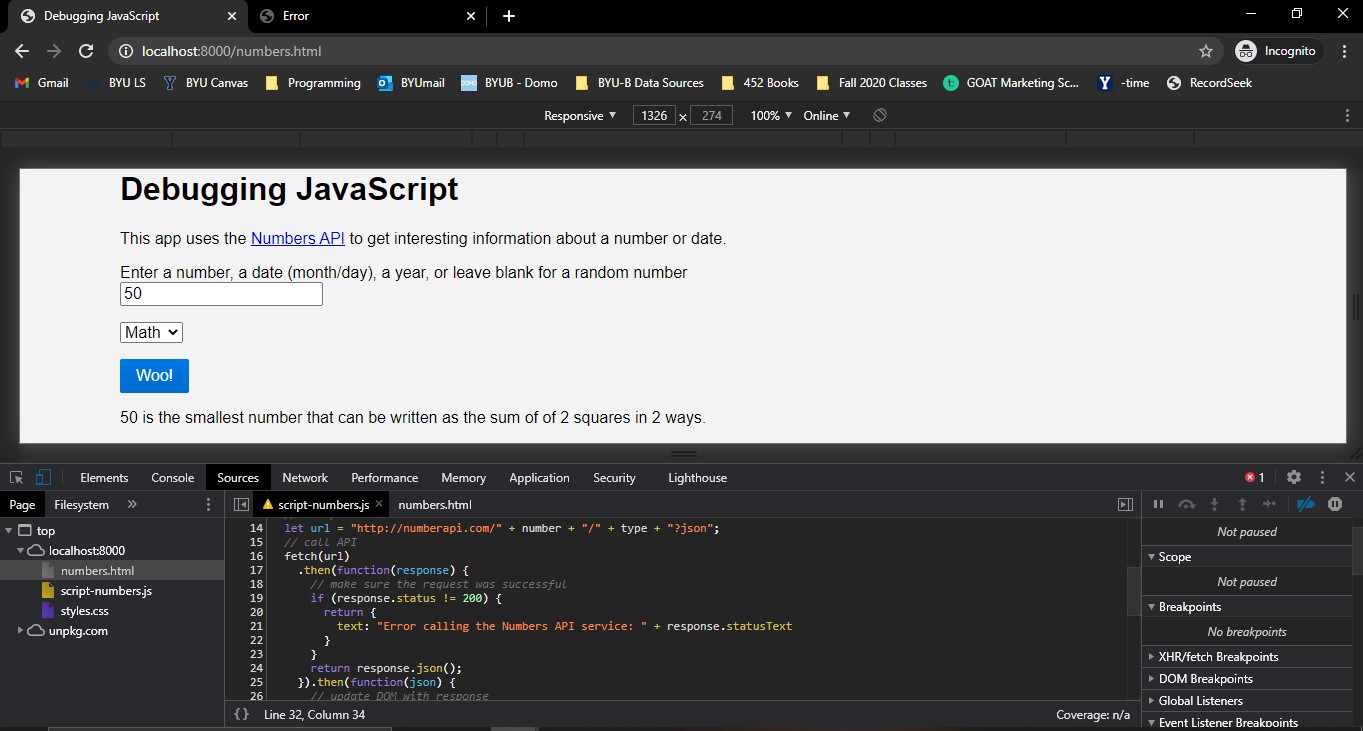 Debugging JavaScript
Error
localhost:8000/numbers.html
Incognito
Gmail BYU LS BYU Canvas Programming BYUmail BYUB - Domo BYU-B Data Sources 452 Books Fall 2020 Classes GOAT Marketing Sc... Y -time RecordSeek
Responsive 1326 × 274 100% Online
Debugging JavaScript
This app uses the Numbers API to get interesting information about a number or date.
Enter a number, a date (month/day), a year, or leave blank for a random number
50
Math
Woo!
50 is the smallest number that can be written as the sum of of 2 squares in 2 ways.
Elements Console Sources Network Performance Memory Application Security Lighthouse 1
Page Filesystem »
top
localhost:8000
numbers.html
script-numbers.js
styles.css
unpkg.com
script-numbers.js numbers.html
14 let url = "http://numberapi.com/" + number + "/" + type + "?json";
15 // call API
16 fetch(url)
17 .then(function(response) {
18 // make sure the request was successful
19 if (response.status != 200) {
20 return {
21 text: "Error calling the Numbers API service: " + response.statusText
22 }
23 }
24 return response.json();
25 }).then(function(json) {
26 // update DOM with response
{} Line 32, Column 34 Coverage: n/a
Not paused
Scope
Not paused
Breakpoints
No breakpoints
XHR/fetch Breakpoints
DOM Breakpoints
Global Listeners
Event Listener Breakpoints